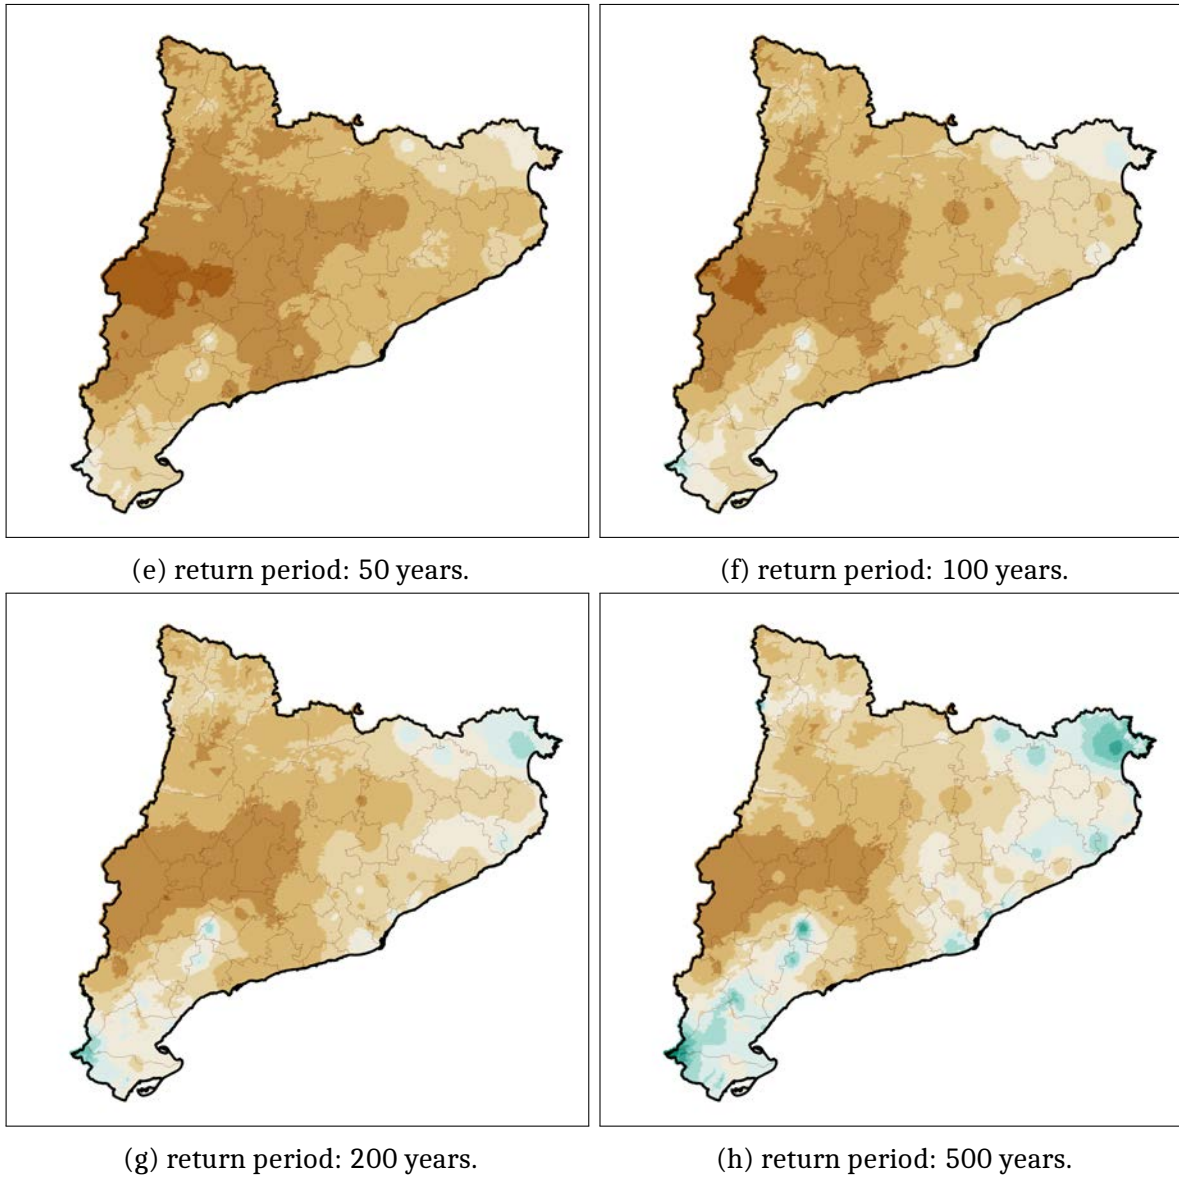 (e) return period: 50 years.
(f) return period: 100 years.
(g) return period: 200 years.
(h) return period: 500 years.